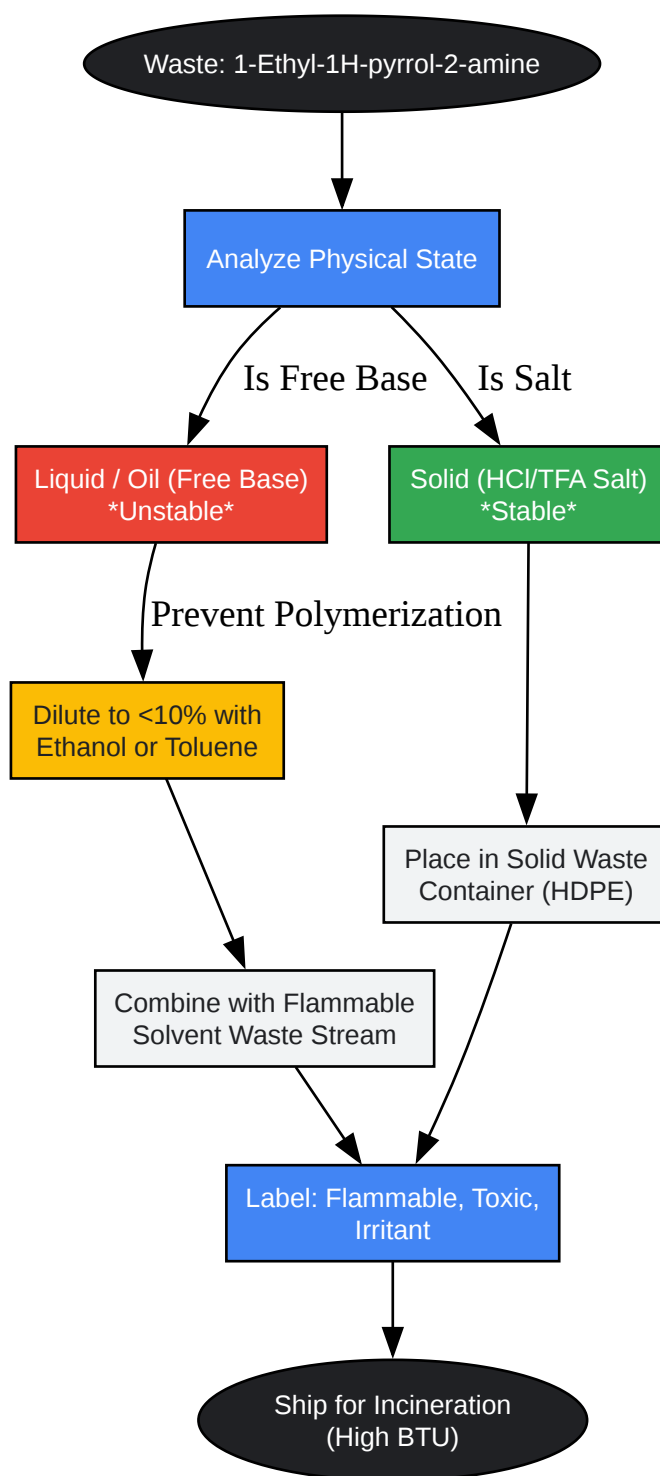 Waste: 1-Ethyl-1H-pyrrol-2-amine
Analyze Physical State
Is Free Base
Is Salt
Liquid / Oil (Free Base)
*Unstable*
Solid (HCl/TFA Salt)
*Stable*
Prevent Polymerization
Dilute to <10% with
Ethanol or Toluene
Place in Solid Waste
Container (HDPE)
Combine with Flammable
Solvent Waste Stream
Label: Flammable, Toxic,
Irritant
Ship for Incineration
(High BTU)